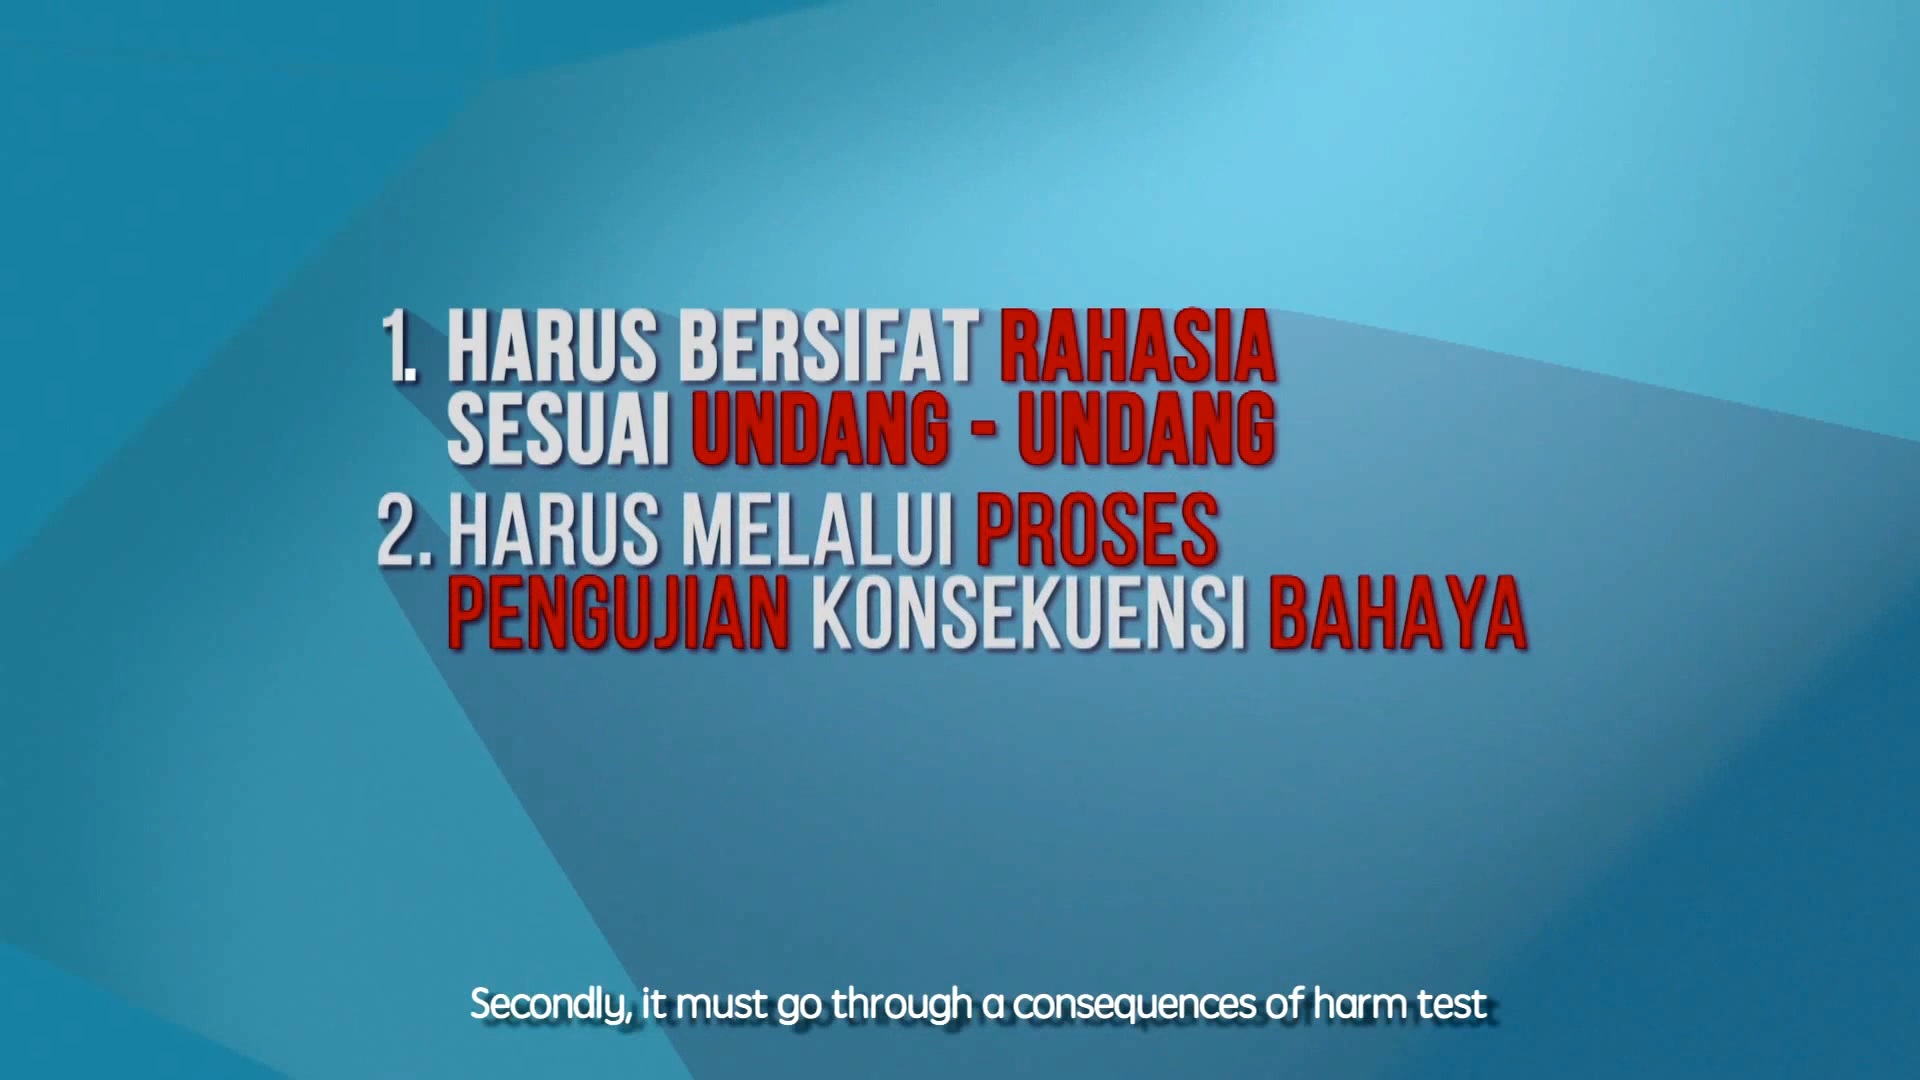 1. HARUS BERSIFAT RAHASIA
SESUAI UNDANG - UNDANG
2. HARUS MELALUI PROSES
PENGUJIAN KONSEKUENSI BAHAYA
Secondly, it must go through a consequences of harm test